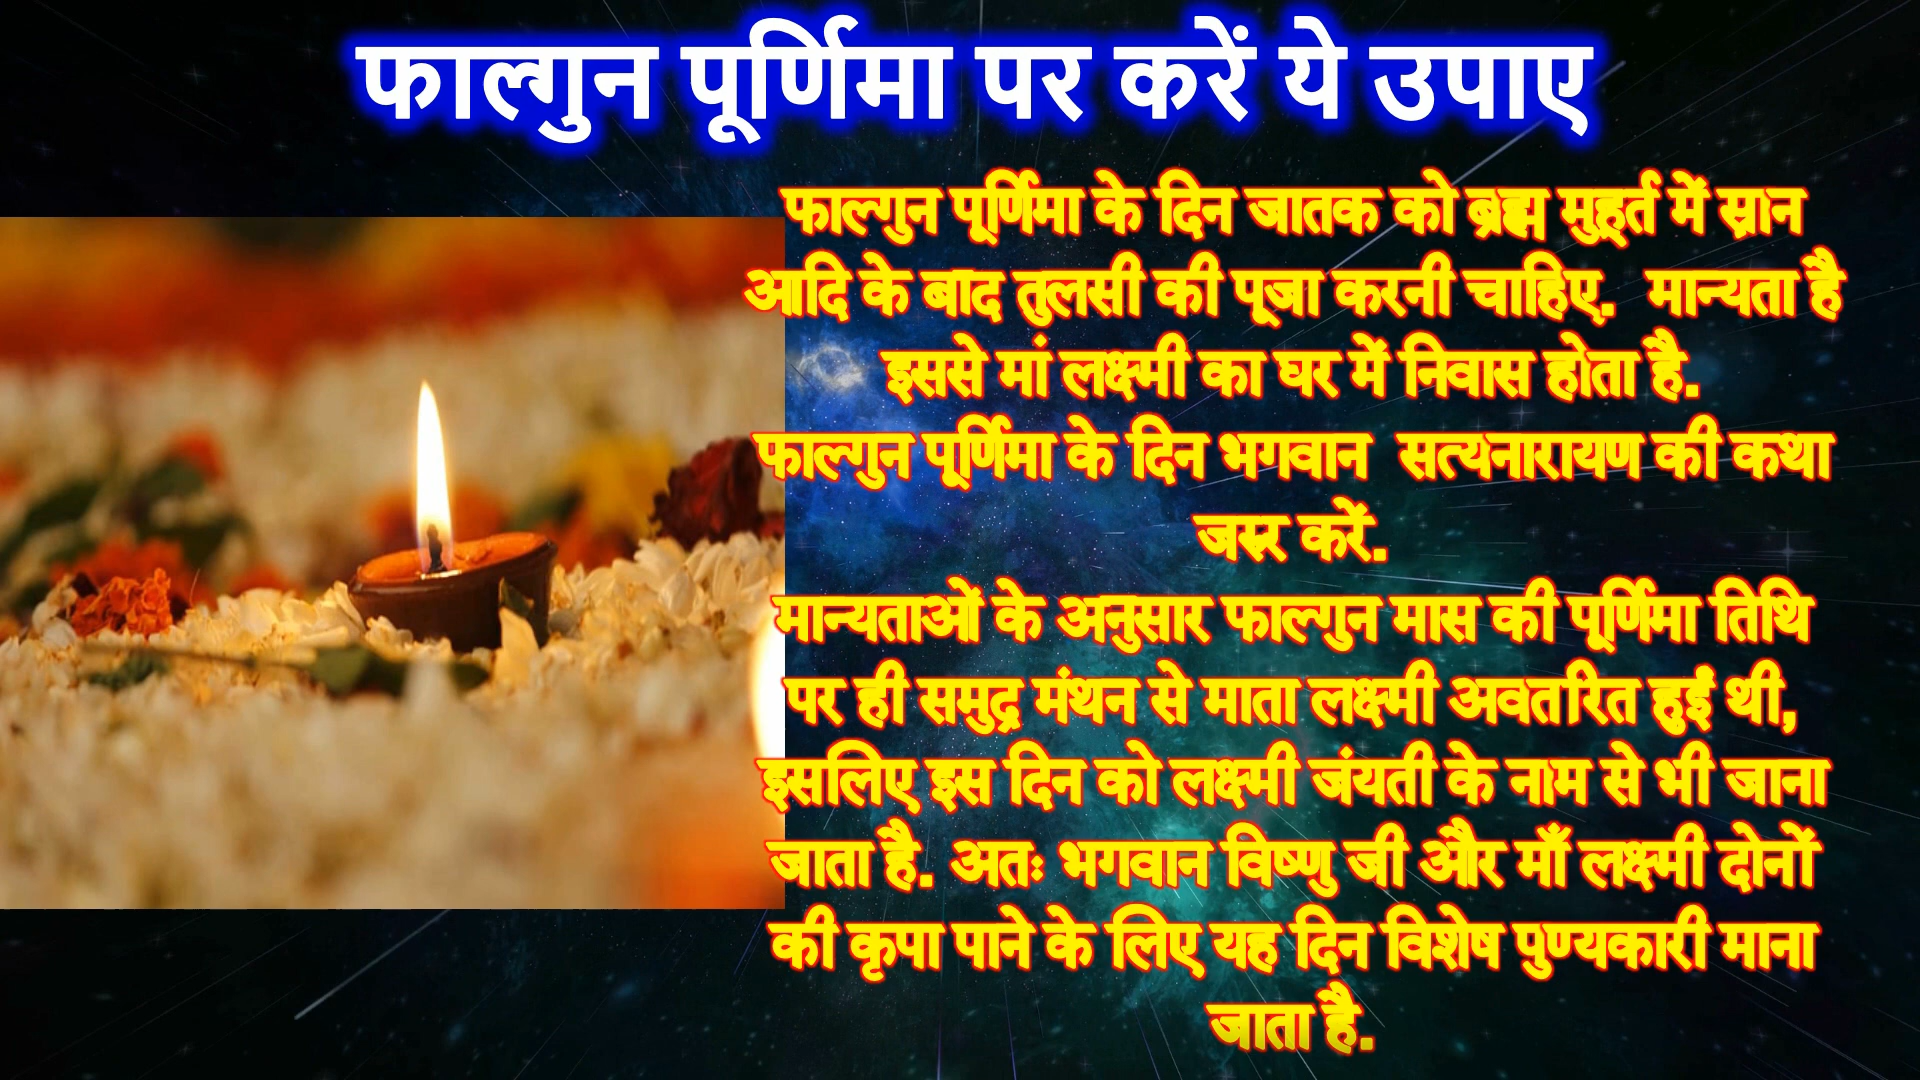 फाल्गुन पूर्णिमा पर करें ये उपाए
फाल्गुन पूर्णिमा के दिन जातक को ब्रह्म मुहूर्त में स्नान
आदि के बाद तुलसी की पूजा करनी चाहिए. मान्यता है
इससे मां लक्ष्मी का घर में निवास होता है.
फाल्गुन पूर्णिमा के दिन भगवान सत्यनारायण की कथा
जरूर करें.
मान्यताओं के अनुसार फाल्गुन मास की पूर्णिमा तिथि
पर ही समुद्र मंथन से माता लक्ष्मी अवतरित हुईं थी,
इसलिए इस दिन को लक्ष्मी जंयती के नाम से भी जाना
जाता है. अतः भगवान विष्णु जी और माँ लक्ष्मी दोनों
की कृपा पाने के लिए यह दिन विशेष पुण्यकारी माना
जाता है.